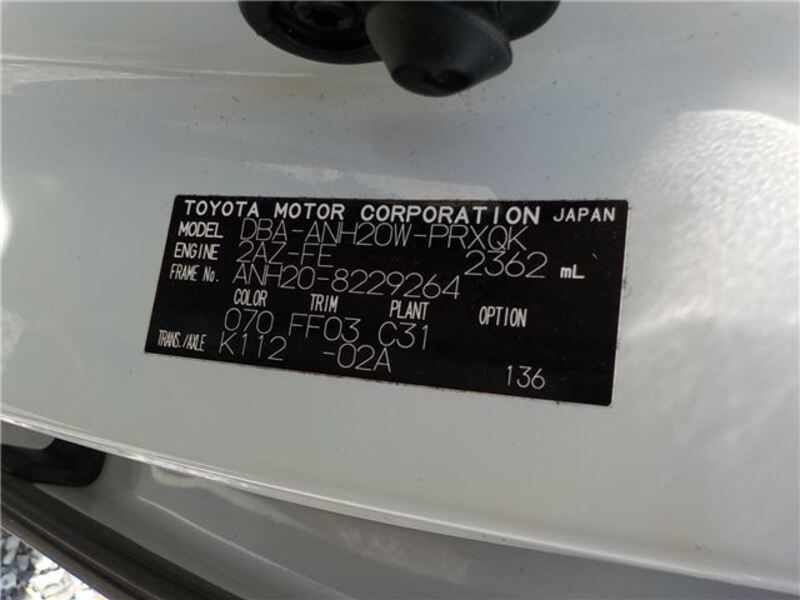 TOYOTA MOTOR CORPORATION JAPAN
MODEL DBA-ANH20W-PRXQK
ENGINE 2AZ-FE 2362 mL
FRAME No. ANH20-8229264
COLOR TRIM PLANT OPTION
070 FF03 C31
TRANS./AXLE K112 -02A
136